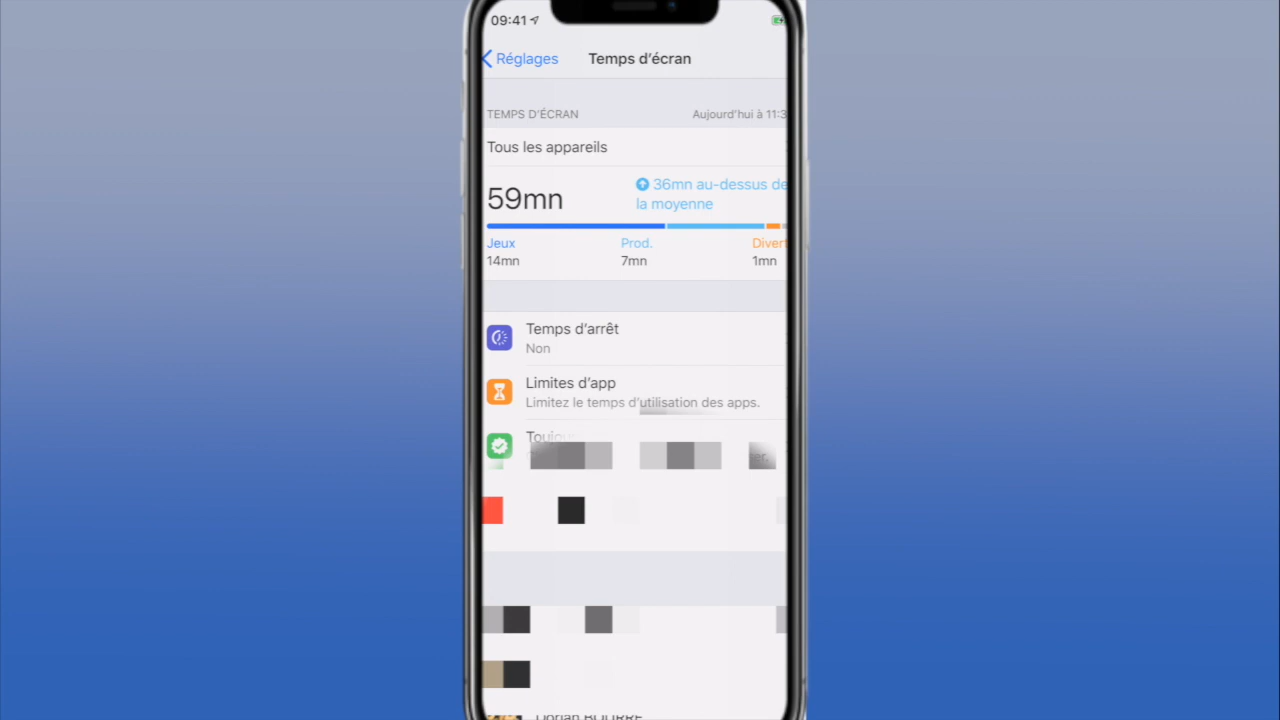 09:41
Réglages
Temps d'écran
TEMPS D'ÉCRAN
Aujourd'hui à 11:3
Tous les appareils
59mn
36mn au-dessus de
la moyenne
Jeux
Prod.
Divert
14mn
7mn
1mn
Temps d'arrêt
Non
Limites d'app
Limitez le temps d'utilisation des apps.